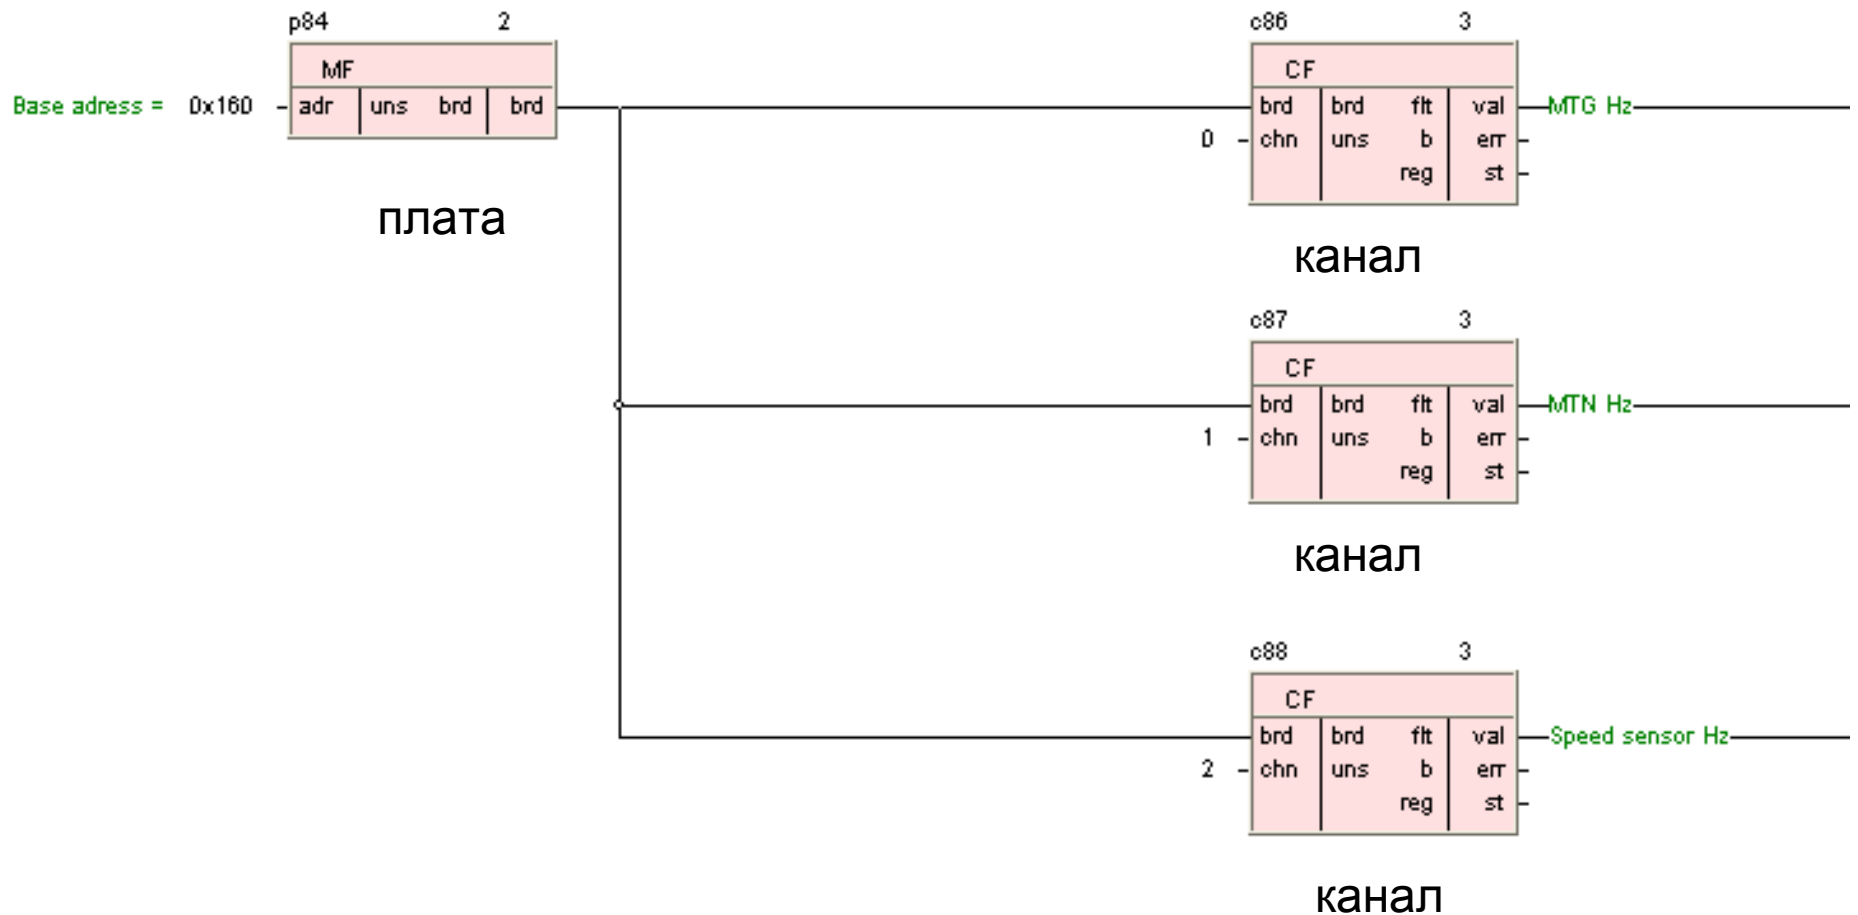 p84 2
MF
Base adress = 0x160 adr uns brd brd
плата
c86 3
CF
brd brd flt val MTG Hz
0 chn uns b err
reg st
канал
c87 3
CF
brd brd flt val MTN Hz
1 chn uns b err
reg st
канал
c88 3
CF
brd brd flt val Speed sensor Hz
2 chn uns b err
reg st
канал